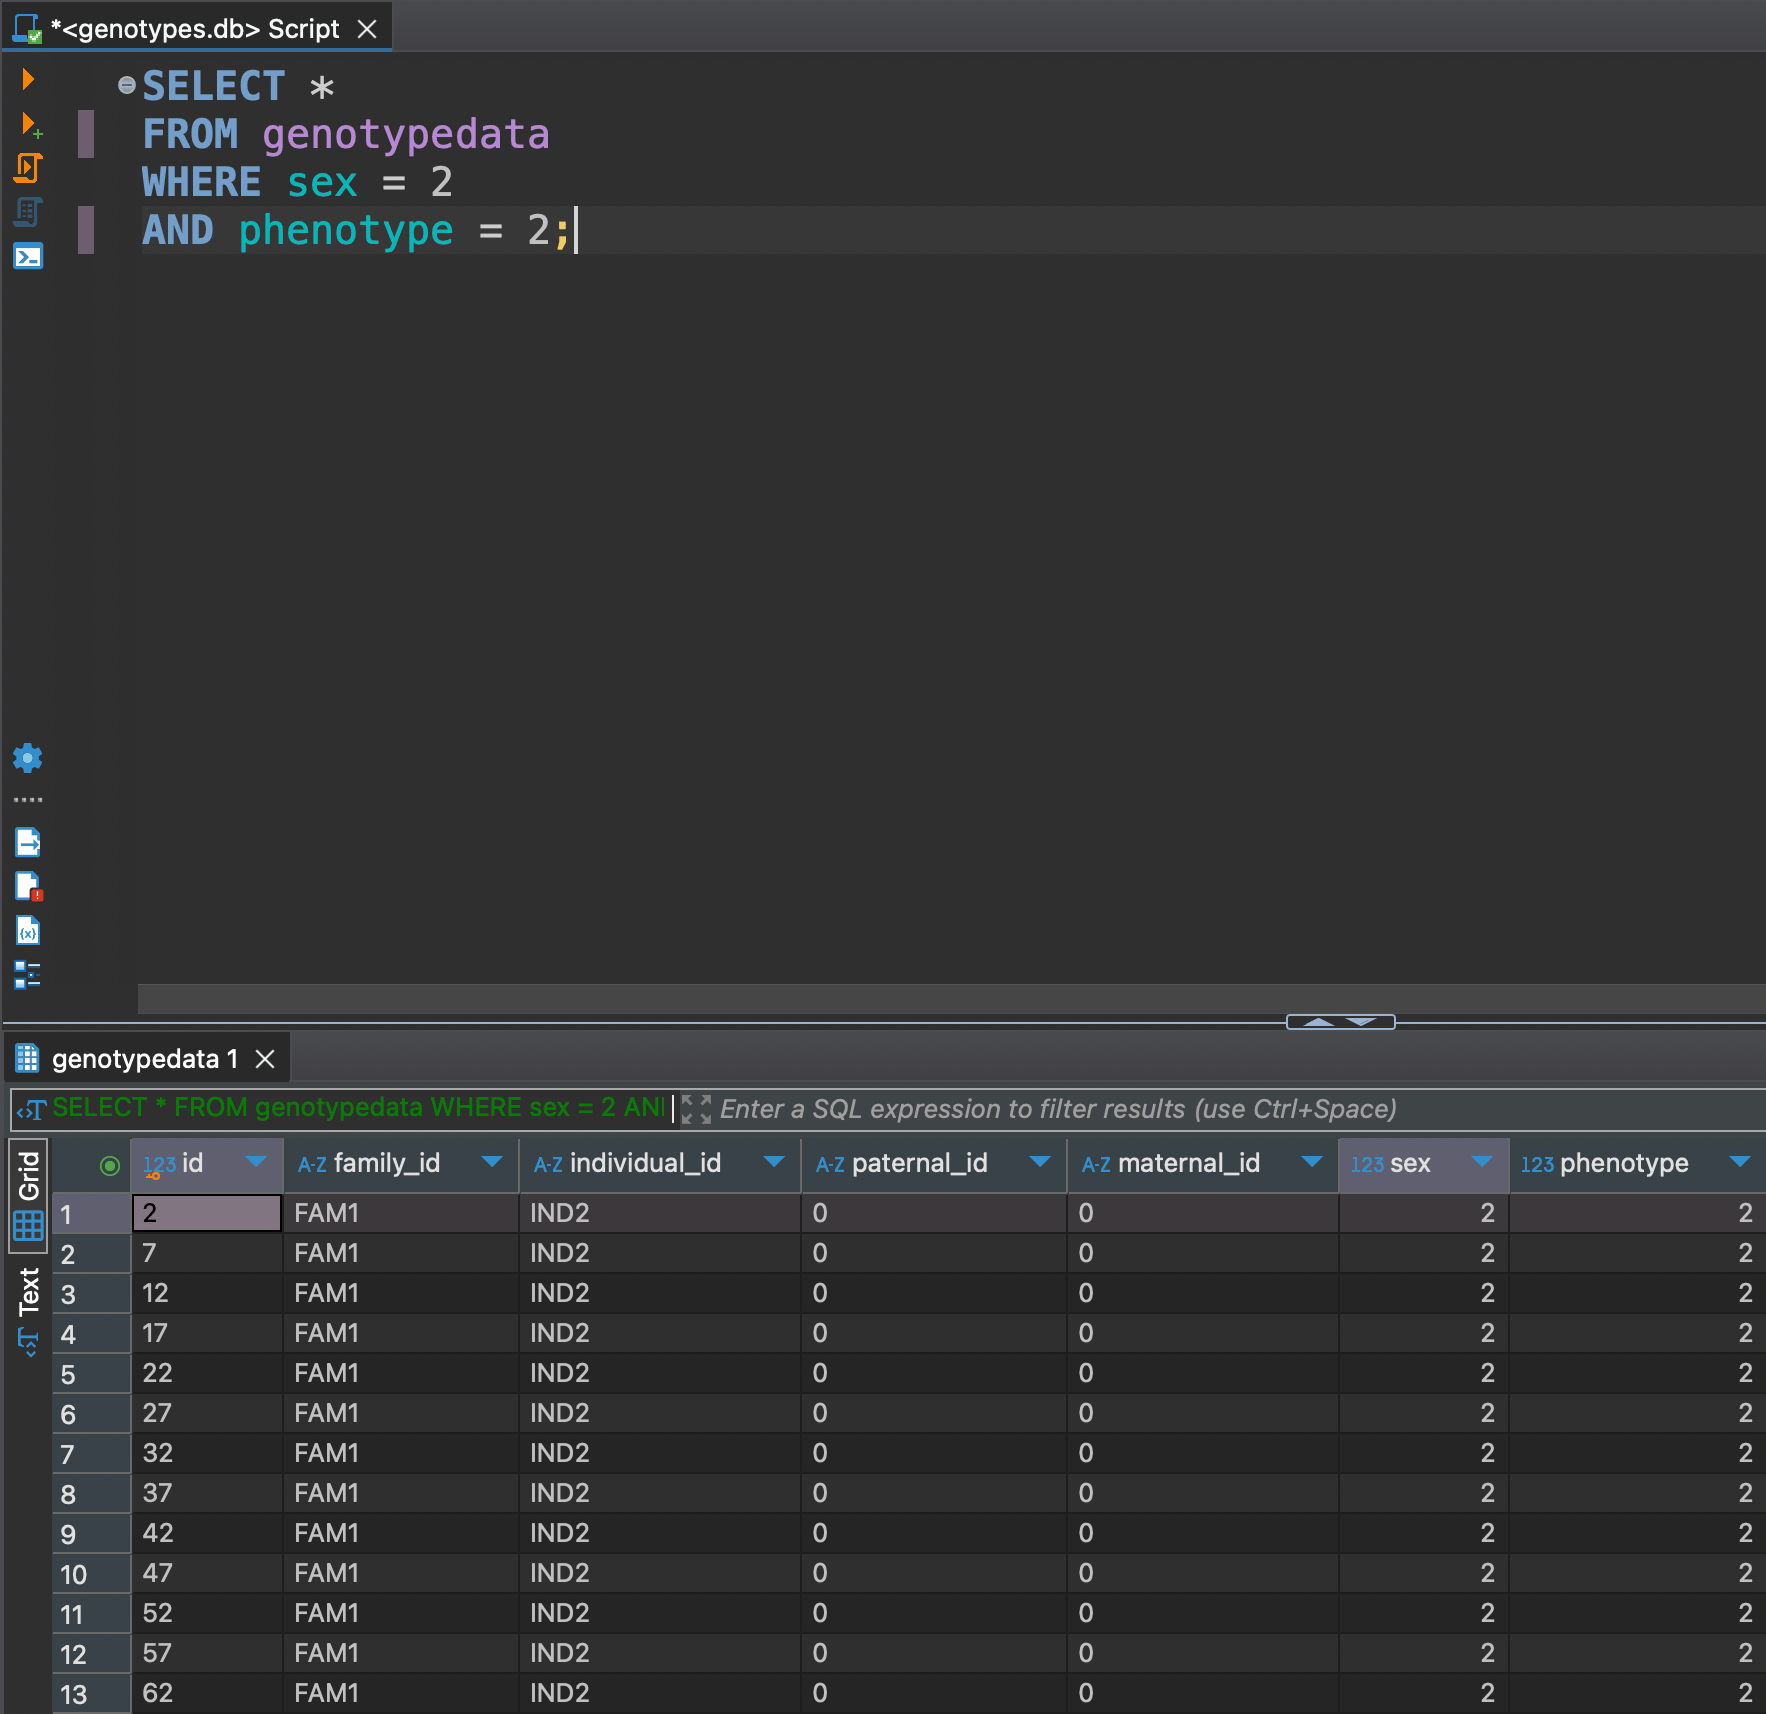 *<genotypes.db> Script
SELECT *
FROM genotypedata
WHERE sex = 2
AND phenotype = 2;
genotypedata 1
SELECT * FROM genotypedata WHERE sex = 2 AN
Enter a SQL expression to filter results (use Ctrl+Space)
Grid
Text
123 id A-Z family_id A-Z individual_id A-Z paternal_id A-Z maternal_id 123 sex 123 phenotype
1 2 FAM1 IND2 0 0 2 2
2 7 FAM1 IND2 0 0 2 2
3 12 FAM1 IND2 0 0 2 2
4 17 FAM1 IND2 0 0 2 2
5 22 FAM1 IND2 0 0 2 2
6 27 FAM1 IND2 0 0 2 2
7 32 FAM1 IND2 0 0 2 2
8 37 FAM1 IND2 0 0 2 2
9 42 FAM1 IND2 0 0 2 2
10 47 FAM1 IND2 0 0 2 2
11 52 FAM1 IND2 0 0 2 2
12 57 FAM1 IND2 0 0 2 2
13 62 FAM1 IND2 0 0 2 2